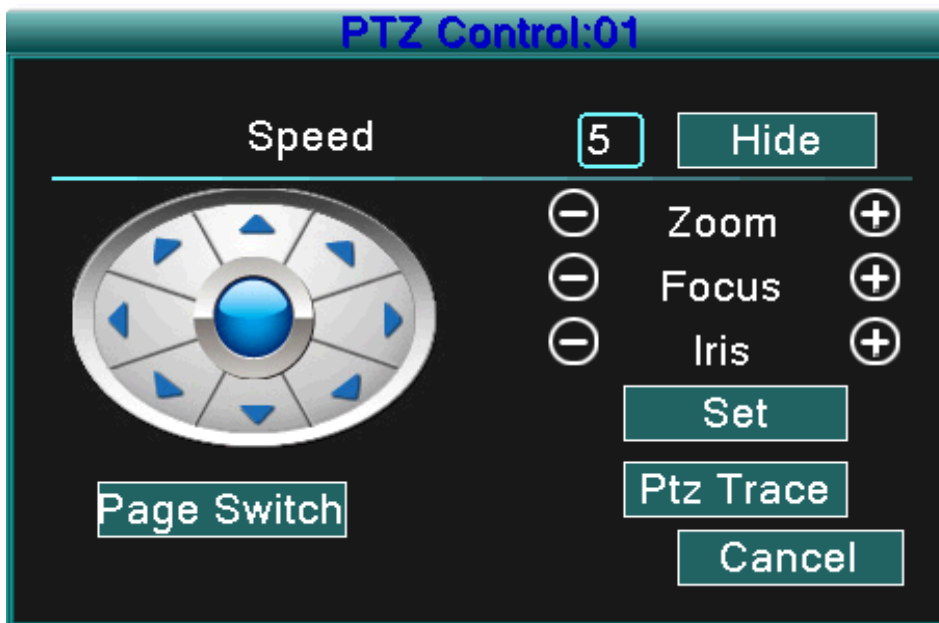 PTZ Control:01
Speed 5 Hide
Zoom
Focus
Iris
Set
Page Switch
Ptz Trace
Cancel